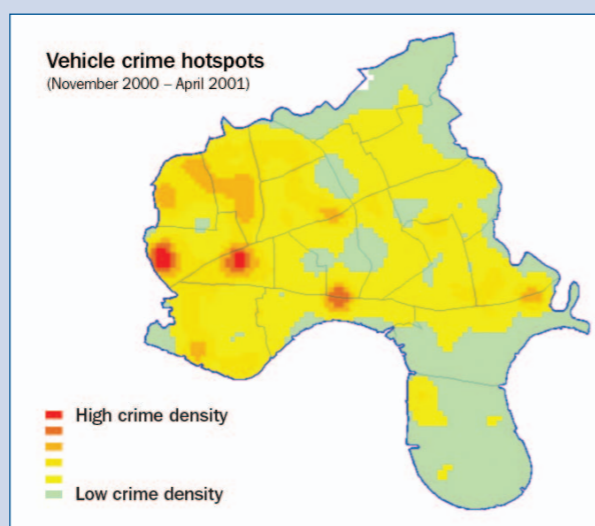 Vehicle crime hotspots
(November 2000 – April 2001)
High crime density
Low crime density